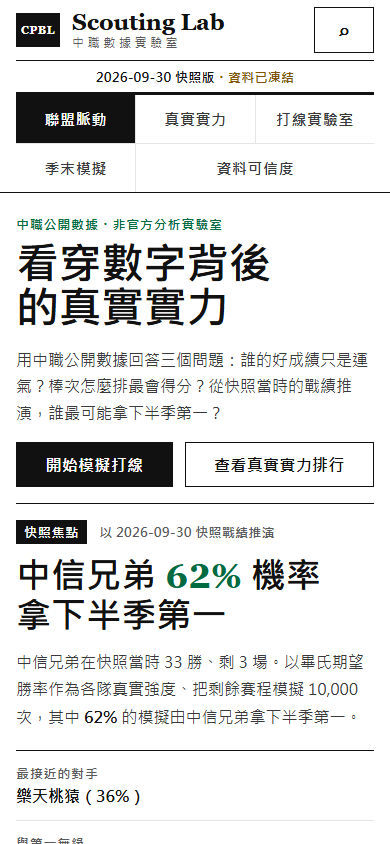 CPBL
Scouting Lab
中職數據實驗室
2026-09-30 快照版・資料已凍結
聯盟脈動
真實實力
打線實驗室
季末模擬
資料可信度
中職公開數據・非官方分析實驗室
看穿數字背後
的真實實力
用中職公開數據回答三個問題：誰的好成績只是運
氣？棒次怎麼排最會得分？從快照當時的戰績推
演，誰最可能拿下半季第一？
開始模擬打線
查看真實實力排行
快照焦點
以 2026-09-30 快照戰績推演
中信兄弟 62% 機率
拿下半季第一
中信兄弟在快照當時 33 勝、剩 3 場。以畢氏期望
勝率作為各隊真實強度、把剩餘賽程模擬 10,000
次，其中 62% 的模擬由中信兄弟拿下半季第一。
最接近的對手
樂天桃猿（36%）